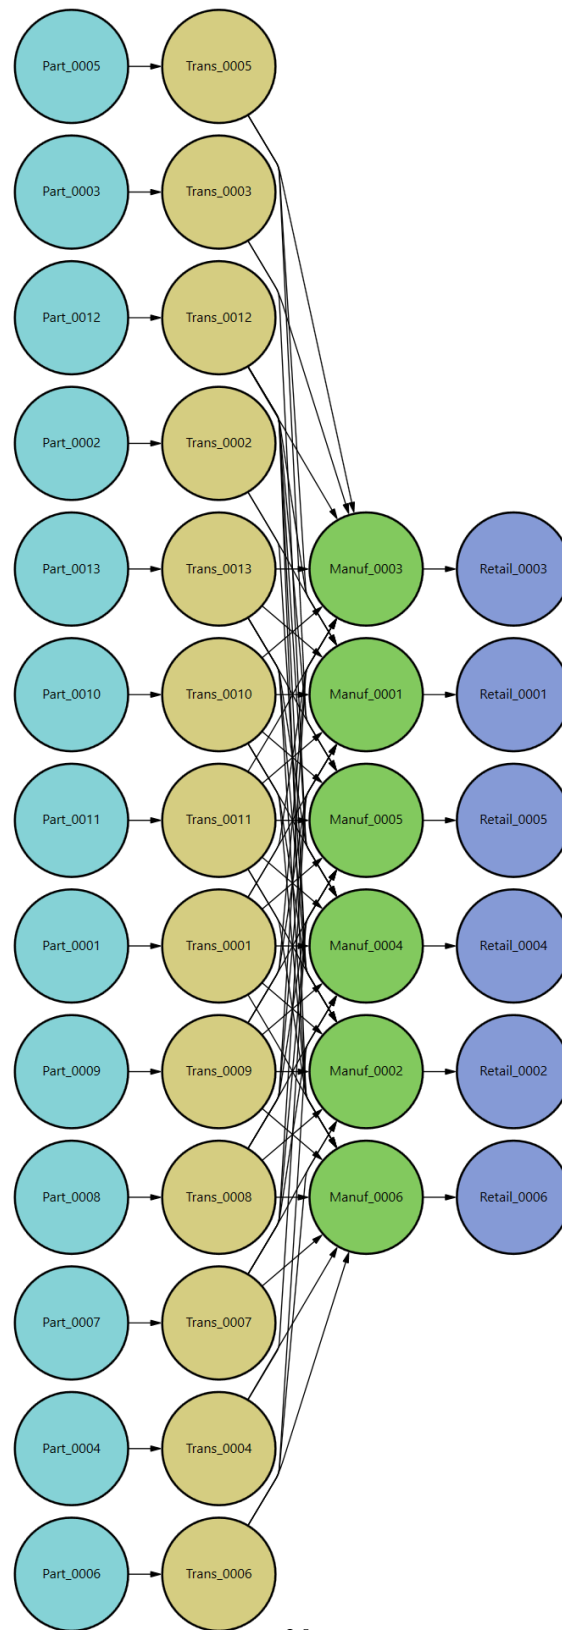 Part_0005 Trans_0005
Part_0003 Trans_0003
Part_0012 Trans_0012
Part_0002 Trans_0002
Part_0013 Trans_0013 Manuf_0003 Retail_0003
Part_0010 Trans_0010 Manuf_0001 Retail_0001
Part_0011 Trans_0011 Manuf_0005 Retail_0005
Part_0001 Trans_0001 Manuf_0004 Retail_0004
Part_0009 Trans_0009 Manuf_0002 Retail_0002
Part_0008 Trans_0008 Manuf_0006 Retail_0006
Part_0007 Trans_0007
Part_0004 Trans_0004
Part_0006 Trans_0006